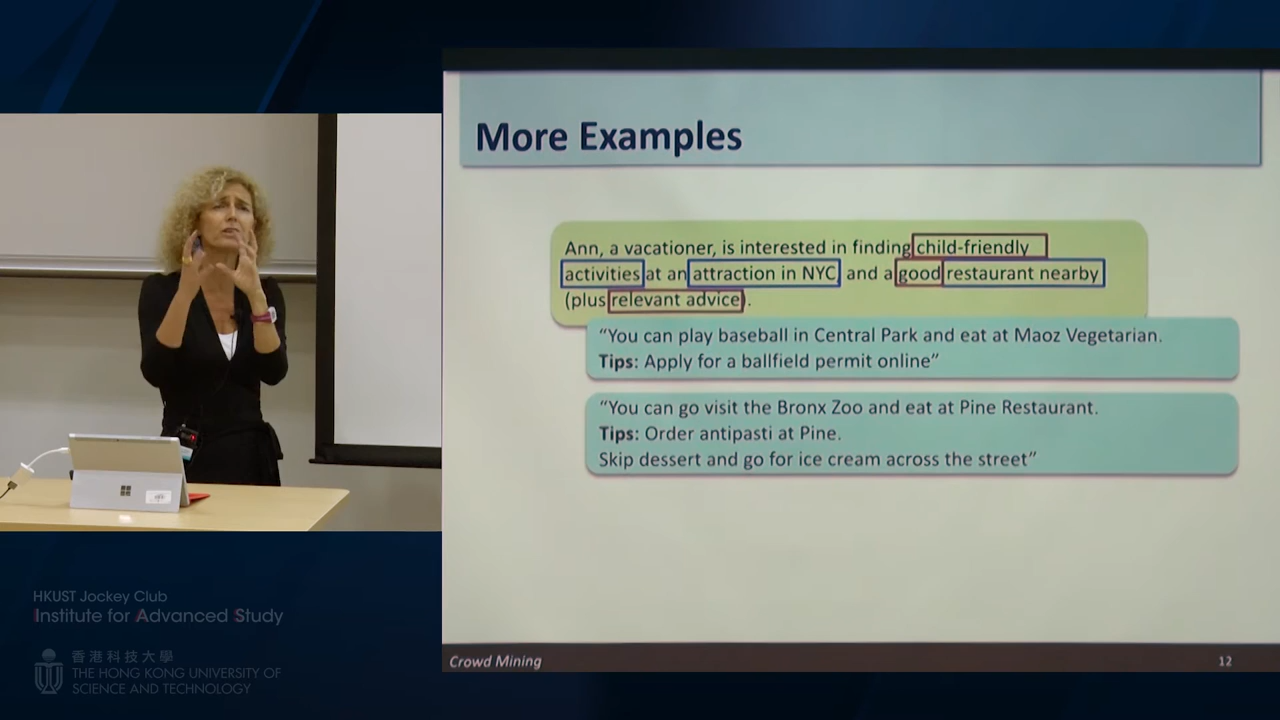 More Examples
Ann, a vacationer, is interested in finding child-friendly
activities at an attraction in NYC, and a good restaurant nearby
(plus relevant advice).
“You can play baseball in Central Park and eat at Maoz Vegetarian.
Tips: Apply for a ballfield permit online”
“You can go visit the Bronx Zoo and eat at Pine Restaurant.
Tips: Order antipasti at Pine.
Skip dessert and go for ice cream across the street”
Crowd Mining
12
HKUST Jockey Club
Institute for Advanced Study
香港科技大學
THE HONG KONG UNIVERSITY OF
SCIENCE AND TECHNOLOGY